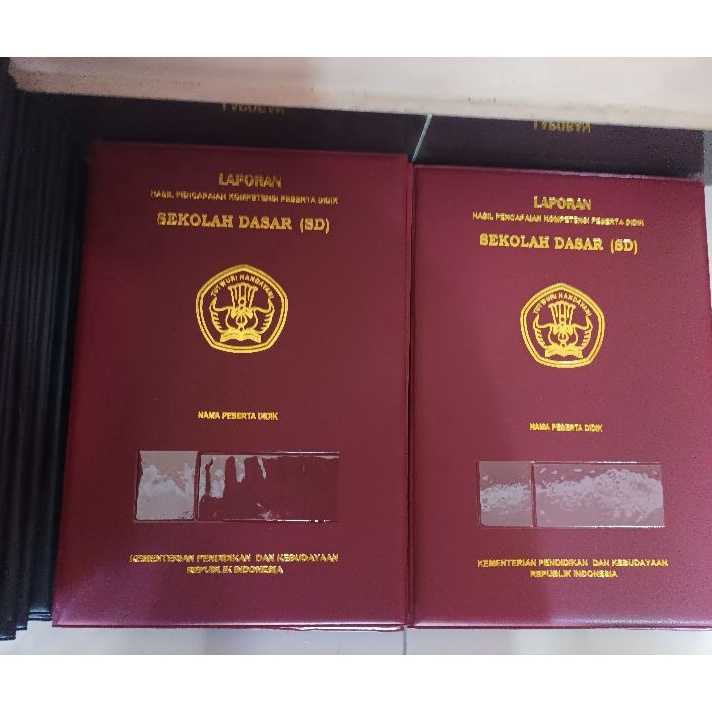 LAPORAN
LAPORAN
LAPORAN
HASIL PENCAPAIAN KOMPETENSI PESERTA DIDIK
SEKOLAH DASAR (SD)
TUT WURI HANDAYANI
NAMA PESERTA DIDIK
KEMENTERIAN PENDIDIKAN DAN KEBUDAYAAN
REPUBLIK INDONESIA
LAPORAN
HASIL PENCAPAIAN KOMPETENSI PESERTA DIDIK
SEKOLAH DASAR (SD)
TUT WURI HANDAYANI
NAMA PESERTA DIDIK
KEMENTERIAN PENDIDIKAN DAN KEBUDAYAAN
REPUBLIK INDONESIA